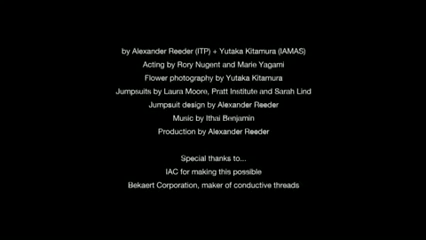 by Alexander Reeder (ITP) + Yutaka Kitamura (IAMAS)
Acting by Rory Nugent and Marie Yagami
Flower photography by Yutaka Kitamura
Jumpsuits by Laura Moore, Pratt Institute and Sarah Lind
Jumpsuit design by Alexander Reeder
Music by Ithai Benjamin
Production by Alexander Reeder
Special thanks to...
IAC for making this possible
Bekaert Corporation, maker of conductive threads